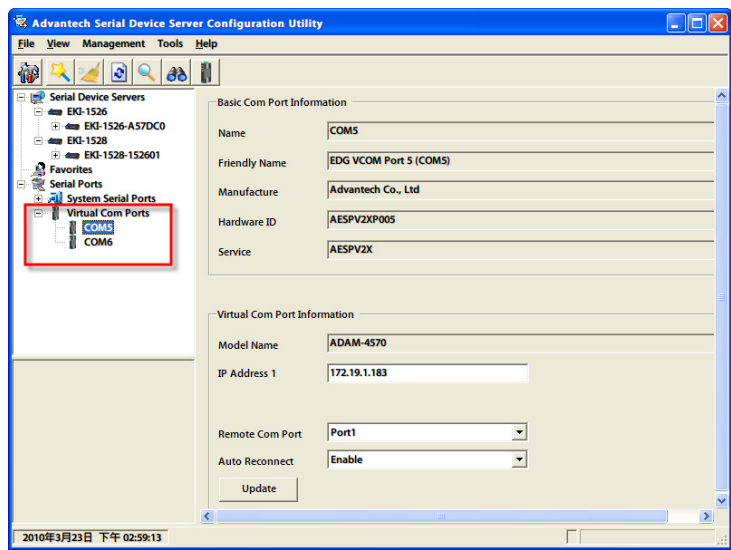 Advantech Serial Device Server Configuration Utility
File View Management Tools Help
Serial Device Servers
EKI-1526
EKI-1526-A57DC0
EKI-1528
EKI-1528-152601
Favorites
Serial Ports
System Serial Ports
Virtual Com Ports
COM5
COM6
Basic Com Port Information
Name COM5
Friendly Name EDG VCOM Port 5 (COM5)
Manufacture Advantech Co., Ltd
Hardware ID AESPV2XP005
Service AESPV2X
Virtual Com Port Information
Model Name ADAM-4570
IP Address 1 172.19.1.183
Remote Com Port Port1
Auto Reconnect Enable
Update
2010年3月23日 下午 02:59:13